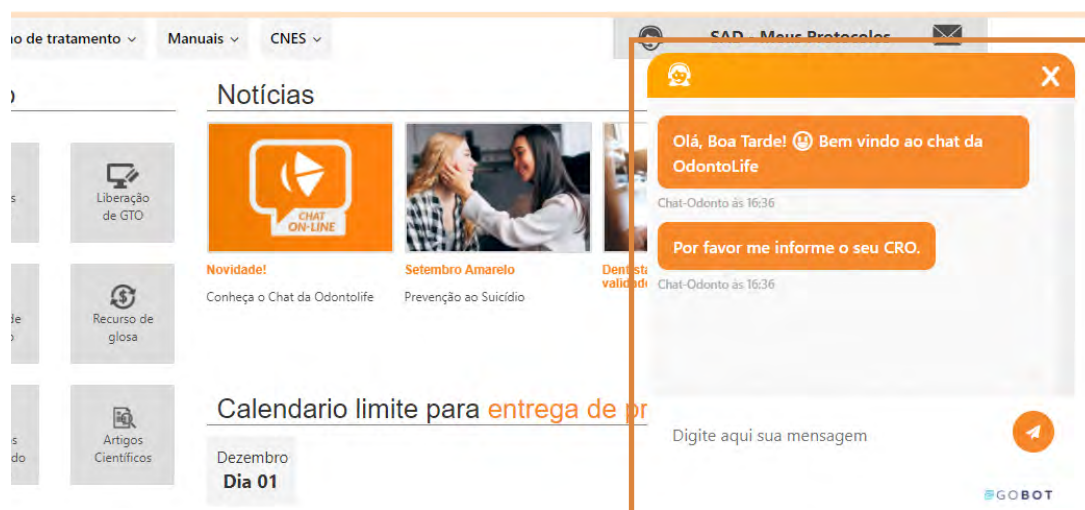 no de tratamento
Manuais
CNES
SAD - Meus Protocolos
Notícias
Liberação
de GTO
CHAT
ON-LINE
Novidade!
Conheça o Chat da Odontolife
Setembro Amarelo
Prevenção ao Suicídio
Recurso de
glosa
Artigos
Científicos
Calendario limite para entrega de pr
Dezembro
Dia 01
X
Olá, Boa Tarde! Bem vindo ao chat da
OdontoLife
Chat-Odonto às 16:36
Por favor me informe o seu CRO.
Chat-Odonto às 16:36
Digite aqui sua mensagem
GOBOT